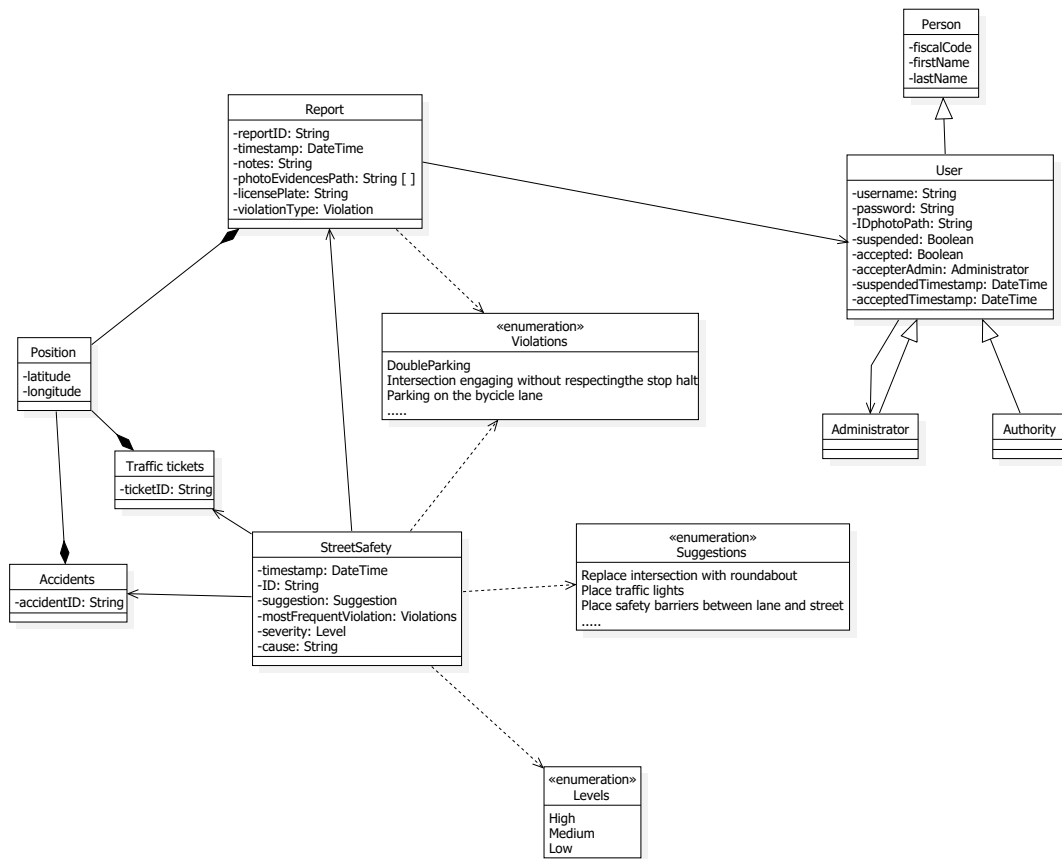 Person
-fiscalCode
-firstName
-lastName
Report
-reportID: String
-timestamp: DateTime
-notes: String
-photoEvidencesPath: String [ ]
-licensePlate: String
-violationType: Violation
User
-username: String
-password: String
-IDphotoPath: String
-suspended: Boolean
-accepted: Boolean
-accepterAdmin: Administrator
-suspendedTimestamp: DateTime
-acceptedTimestamp: DateTime
«enumeration»
Violations
DoubleParking
Intersection engaging without respectingthe stop halt
Parking on the bycicle lane
.....
Position
-latitude
-longitude
Administrator
Authority
Traffic tickets
-ticketID: String
StreetSafety
-timestamp: DateTime
-ID: String
-suggestion: Suggestion
-mostFrequentViolation: Violations
-severity: Level
-cause: String
«enumeration»
Suggestions
Replace intersection with roundabout
Place traffic lights
Place safety barriers between lane and street
.....
Accidents
-accidentID: String
«enumeration»
Levels
High
Medium
Low